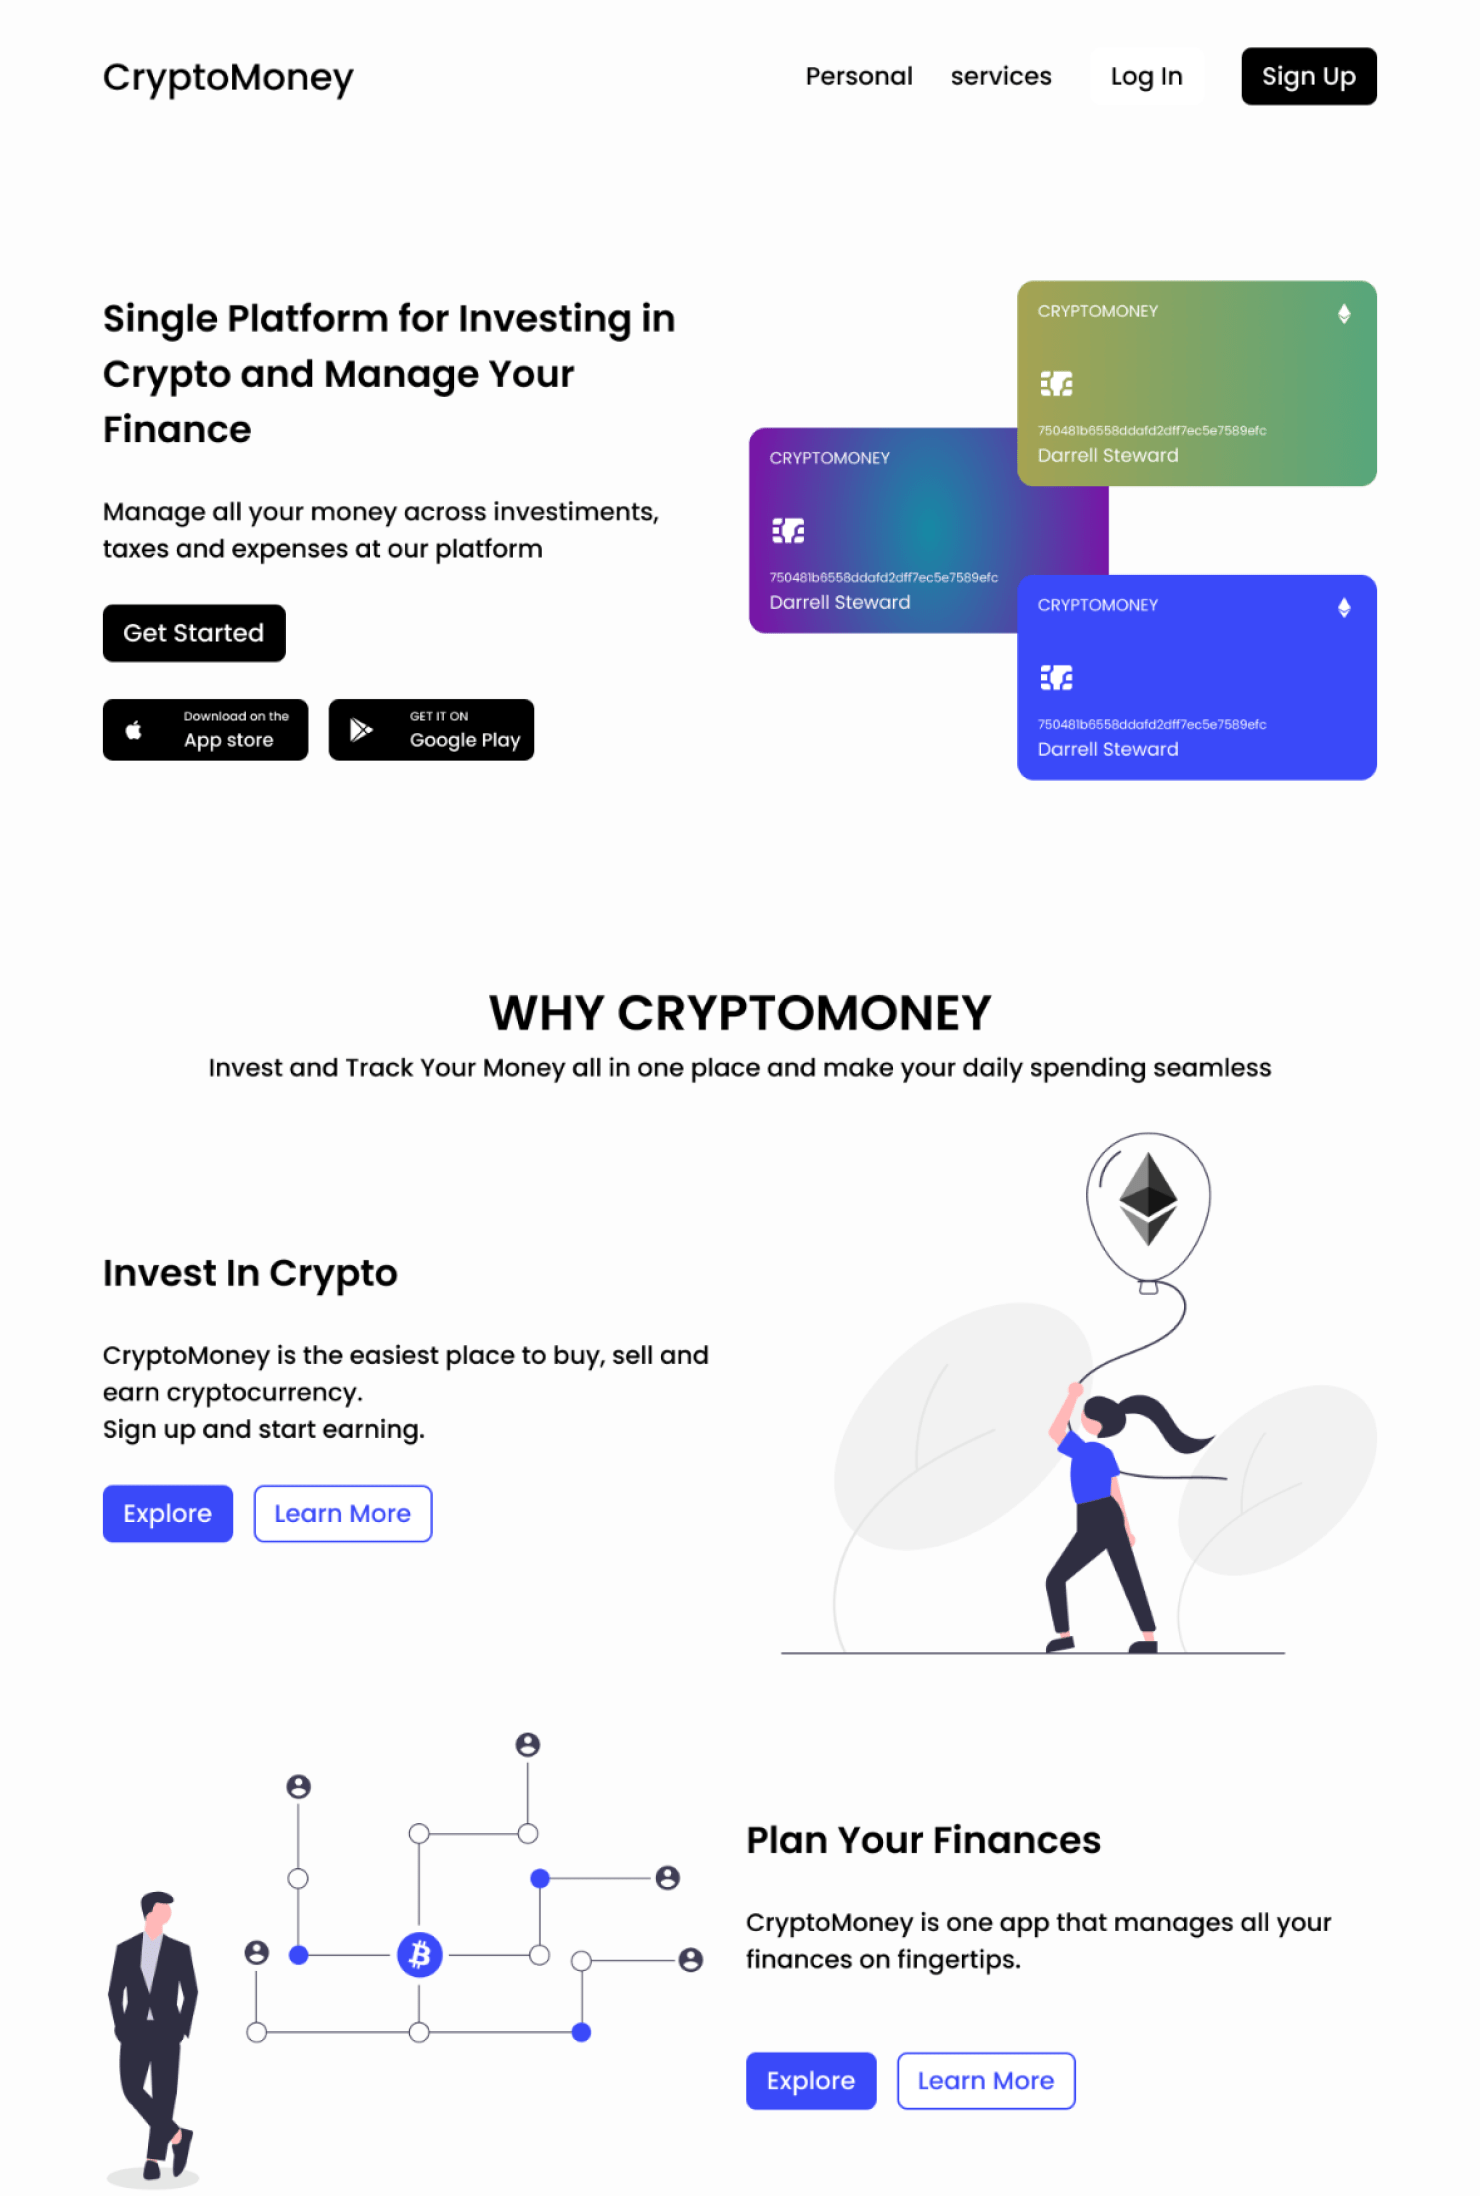 CryptoMoney
Personal services Log In Sign Up
Single Platform for Investing in
Crypto and Manage Your
Finance
Manage all your money across investiments,
taxes and expenses at our platform
Get Started
Download on the
App store
GET IT ON
Google Play
CRYPTOMONEY
750481b6558ddafd2dff7ec5e7589efc
Darrell Steward
CRYPTOMONEY
750481b6558ddafd2dff7ec5e7589efc
Darrell Steward
CRYPTOMONEY
750481b6558ddafd2dff7ec5e7589efc
Darrell Steward
WHY CRYPTOMONEY
Invest and Track Your Money all in one place and make your daily spending seamless
Invest In Crypto
CryptoMoney is the easiest place to buy, sell and
earn cryptocurrency.
Sign up and start earning.
Explore Learn More
Plan Your Finances
CryptoMoney is one app that manages all your
finances on fingertips.
Explore Learn More